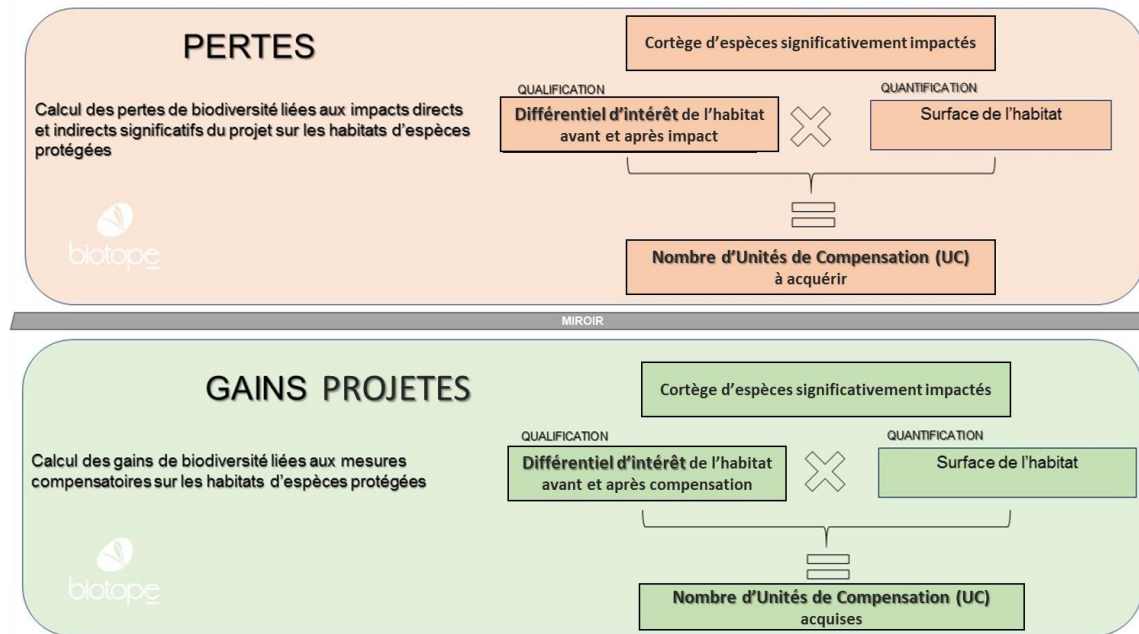 PERTES
Calcul des pertes de biodiversité liées aux impacts directs
et indirects significatifs du projet sur les habitats d'espèces
protégées
biotope
Cortège d'espèces significativement impactés
QUALIFICATION
Différentiel d'intérêt de l'habitat
avant et après impact
QUANTIFICATION
Surface de l'habitat
Nombre d'Unités de Compensation (UC)
à acquérir
MIROIR
GAINS PROJETES
Calcul des gains de biodiversité liées aux mesures
compensatoires sur les habitats d'espèces protégées
biotope
Cortège d'espèces significativement impactés
QUALIFICATION
Différentiel d'intérêt de l'habitat
avant et après compensation
QUANTIFICATION
Surface de l'habitat
Nombre d'Unités de Compensation (UC)
acquises